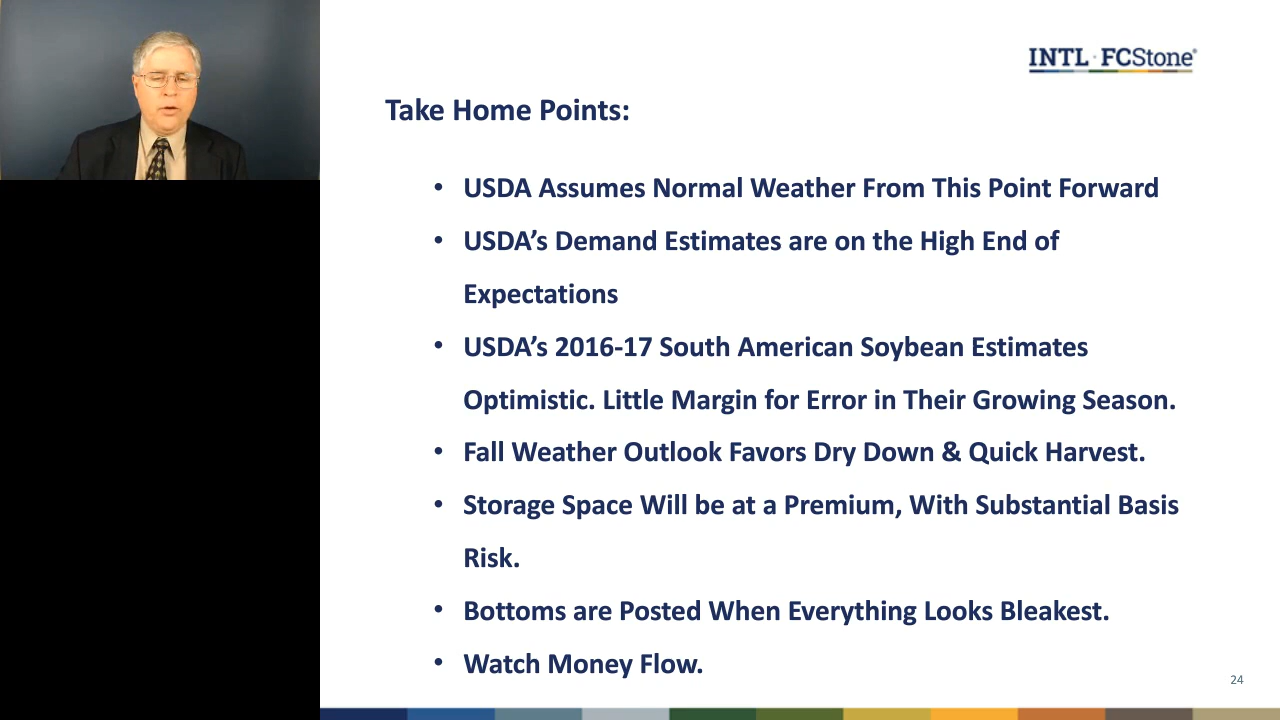 INTL FCStone®
Take Home Points:
• USDA Assumes Normal Weather From This Point Forward
• USDA’s Demand Estimates are on the High End of
Expectations
• USDA’s 2016-17 South American Soybean Estimates
Optimistic. Little Margin for Error in Their Growing Season.
• Fall Weather Outlook Favors Dry Down & Quick Harvest.
• Storage Space Will be at a Premium, With Substantial Basis
Risk.
• Bottoms are Posted When Everything Looks Bleakest.
• Watch Money Flow.
24